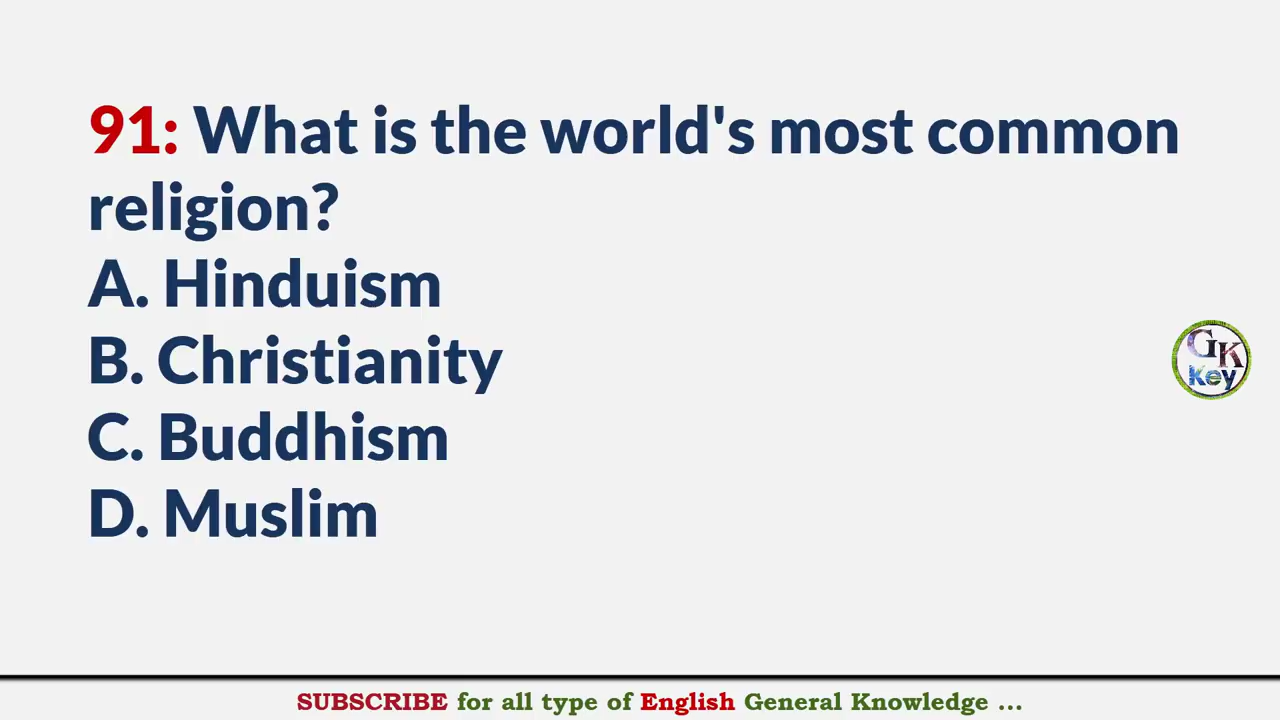 91: What is the world's most common
religion?
A. Hinduism
B. Christianity
C. Buddhism
D. Muslim
GK
Key
SUBSCRIBE for all type of English General Knowledge ...